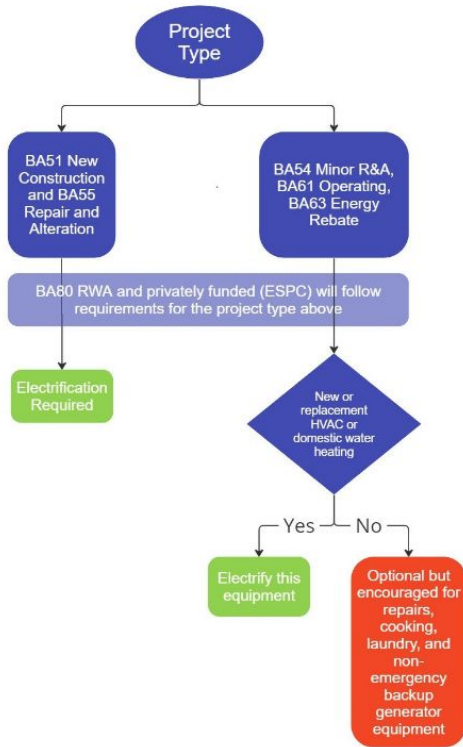 Project
Type
BA51 New
Construction
and BA55
Repair and
Alteration
BA54 Minor R&A,
BA61 Operating,
BA63 Energy
Rebate
BA80 RWA and privately funded (ESPC) will follow
requirements for the project type above
Electrification
Required
New or
replacement
HVAC or
domestic water
heating
Yes
No
Electrify this
equipment
Optional but
encouraged for
repairs,
cooking,
laundry, and
non-
emergency
backup
generator
equipment